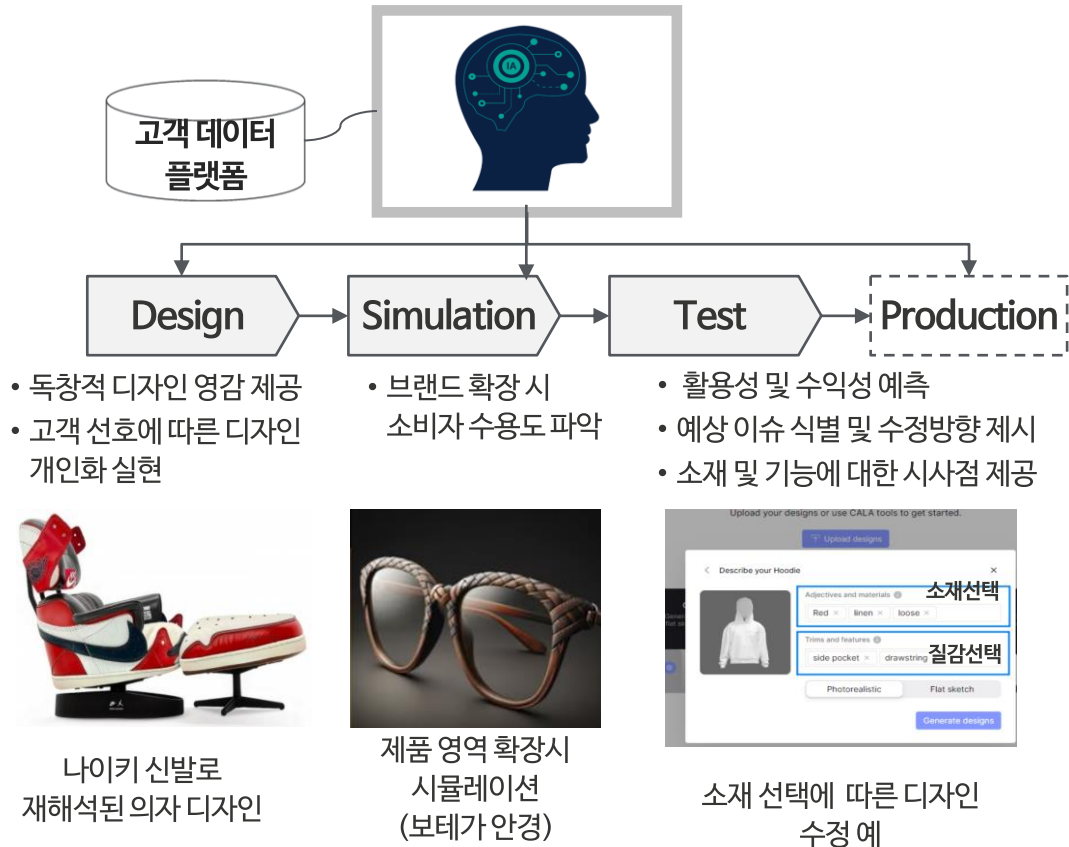 IA
고객 데이터
플랫폼
Design
Simulation
Test
Production
• 독창적 디자인 영감 제공
• 고객 선호에 따른 디자인
개인화 실현
• 브랜드 확장 시
소비자 수용도 파악
• 활용성 및 수익성 예측
• 예상 이슈 식별 및 수정방향 제시
• 소재 및 기능에 대한 시사점 제공
Upload your designs or use CALA tools to get started.
Upload designs
Describe your Hoodie
Adjectives and materials
소재선택
Red × linen × loose ×
Trims and features
side pocket × drawstring
질감선택
Photorealistic
Flat sketch
Generate designs
나이키 신발로
재해석된 의자 디자인
제품 영역 확장시
시뮬레이션
(보테가 안경)
소재 선택에 따른 디자인
수정 예